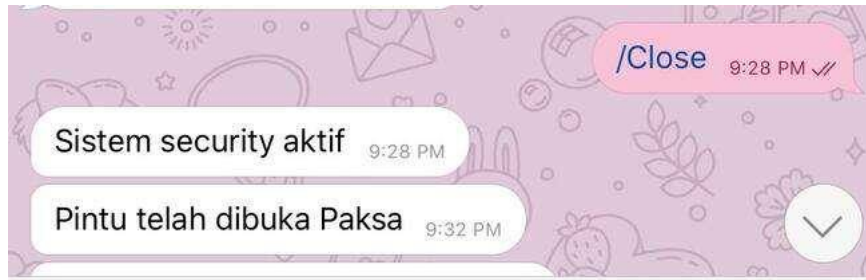 /Close 9:28 PM
Sistem security aktif 9:28 PM
Pintu telah dibuka Paksa 9:32 PM